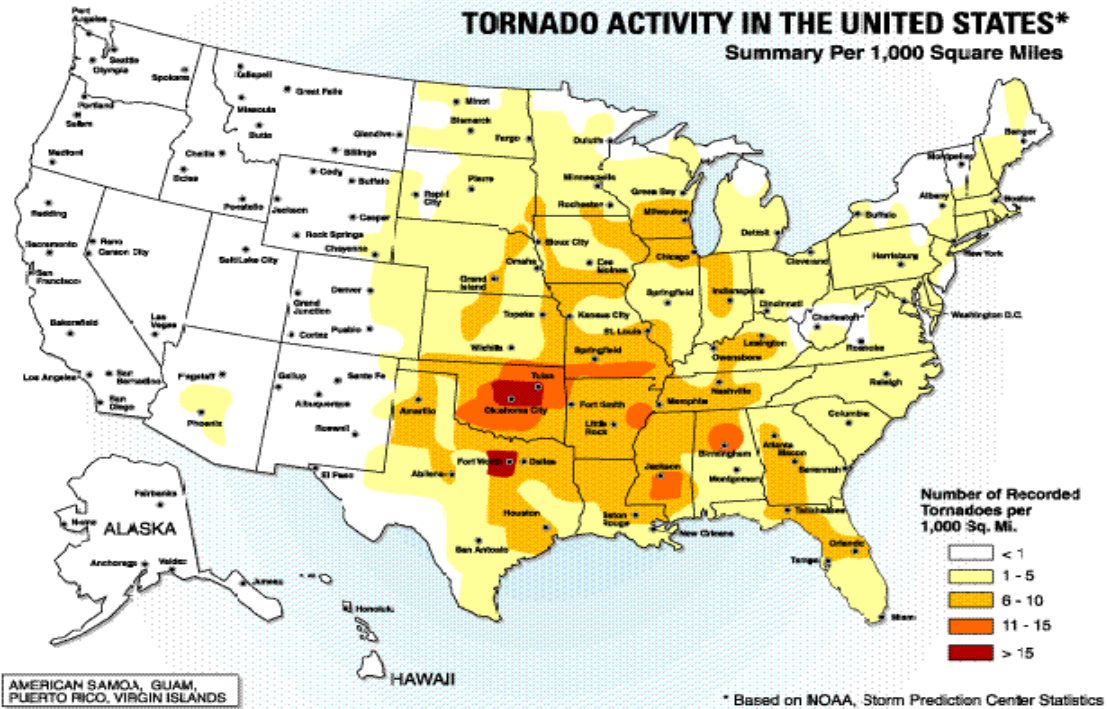 TORNADO ACTIVITY IN THE UNITED STATES*
Summary Per 1,000 Square Miles
Port
Angeles
Seattle
Olympia
Spokane
Portland
Salem
Medford
Kalispell
Great Falls
Missoula
Butte
Glendive
Billings
Challis
Boise
Pocatello
Jackson
Cody
Buffalo
Casper
Rock Springs
Cheyenne
Minot
Bismarck
Fargo
Rapid
City
Pierre
Duluth
Minneapolis
Rochester
Green Bay
Milwaukee
Chicago
Detroit
Sioux City
Omaha
Des
Moines
Grand
Island
Redding
Sacramento
San
Francisco
Reno
Carson City
Salt Lake City
Bakersfield
Las
Vegas
Los Angeles
San
Bernadino
San
Diego
Denver
Grand
Junction
Cortez
Pueblo
Flagstaff
Phoenix
Gallup
Santa Fe
Albuquerque
Roswell
El Paso
Topeka
Wichita
Kansas City
St. Louis
Springfield
Springfield
Indianapolis
Cincinnati
Cleveland
Buffalo
Albany
Montpelier
Bangor
Boston
New York
Harrisburg
Washington D.C.
Charleston
Roanoke
Raleigh
Lexington
Owensboro
Nashville
Memphis
Tulsa
Oklahoma City
Amarillo
Fort Smith
Little
Rock
Fort Worth
Dallas
Abilene
Houston
San Antonio
Jackson
Baton
Rouge
New Orleans
Birmingham
Montgomery
Atlanta
Macon
Savannah
Columbia
Tallahassee
Orlando
Tampa
Miami
Fairbanks
Nome
ALASKA
Anchorage
Valdez
Juneau
Honolulu
HAWAII
Number of Recorded
Tornadoes per
1,000 Sq. Mi.
< 1
1 - 5
6 - 10
11 - 15
> 15
AMERICAN SAMOA, GUAM,
PUERTO RICO, VIRGIN ISLANDS
* Based on NOAA, Storm Prediction Center Statistics